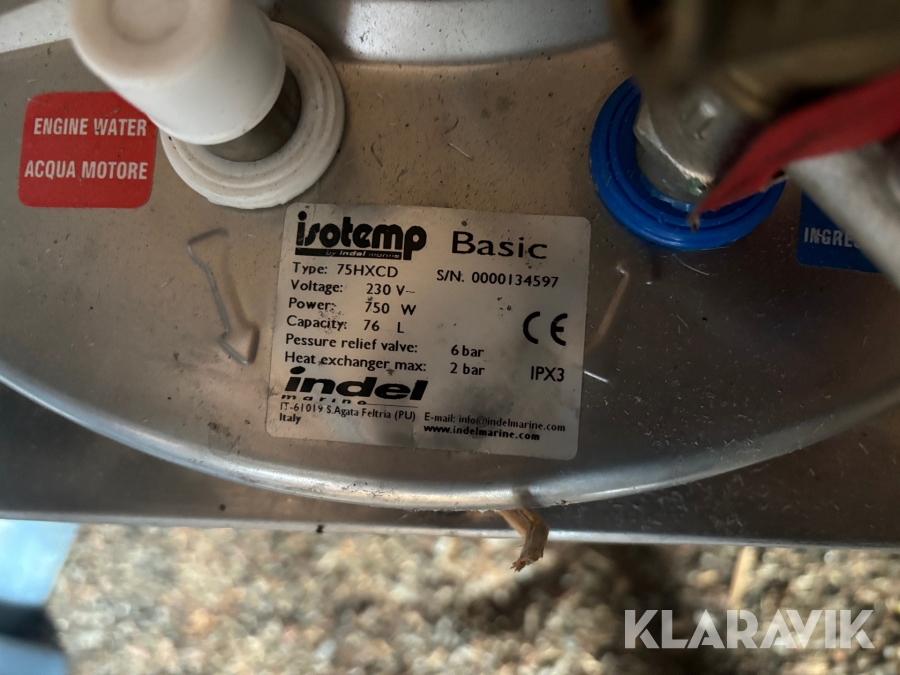 ENGINE WATER
ACQUA MOTORE
isotemp Basic
by indel marine
Type: 75HXCD S/N. 0000134597
Voltage: 230 V~
Power: 750 W
Capacity: 76 L
Pessure relief valve: 6 bar
Heat exchanger max: 2 bar
CE
IPX3
indel
marine
IT-61019 S.Agata Feltria (PU) E-mail: info@indelmarine.com
Italy www.indelmarine.com
KLARAVIK